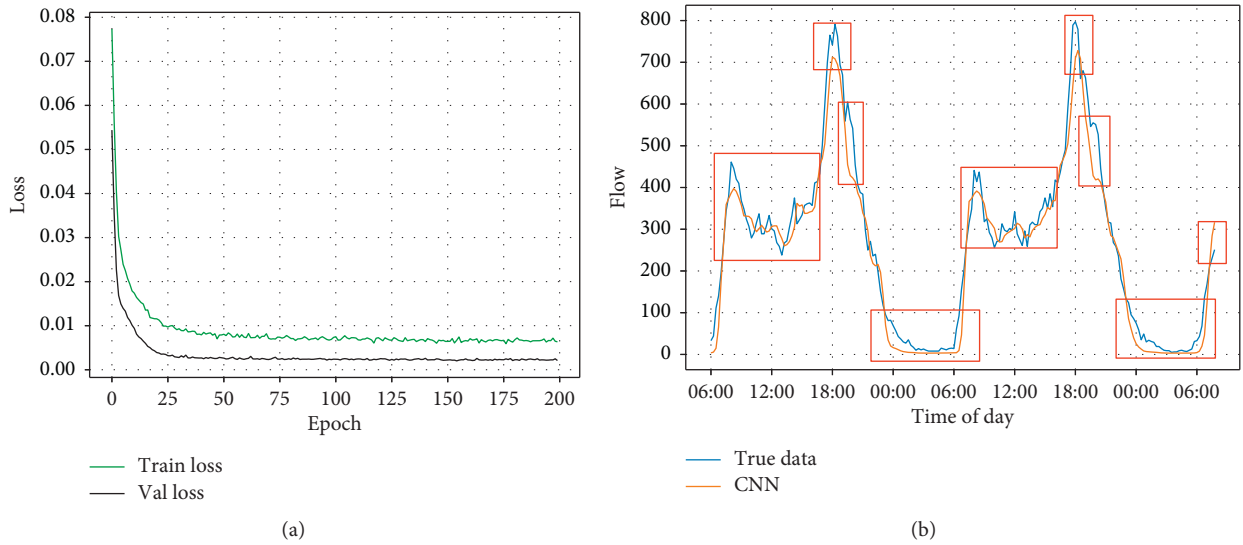 0.08
0.07
0.06
0.05
0.04
0.03
0.02
0.01
0.00
Loss
0 25 50 75 100 125 150 175 200
Epoch
Train loss
Val loss
(a)
800
700
600
500
400
300
200
100
0
Flow
06:00 12:00 18:00 00:00 06:00 12:00 18:00 00:00 06:00
Time of day
True data
CNN
(b)